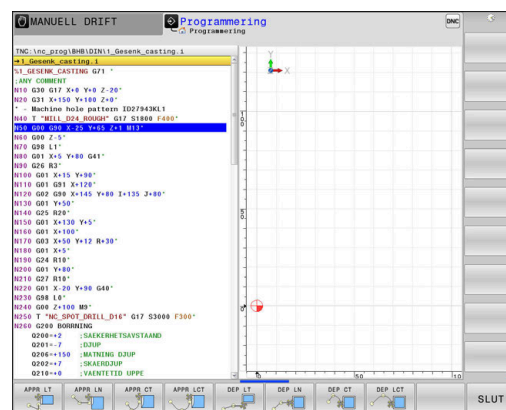 MANUELL DRIFT
Programmering
Programmering
DNC
TNC:\nc_prog\BHB\DIN\1_Gesenk_casting.i
→1_Gesenk_casting.i
%1_GESENK_CASTING G71 *
;ANY COMMENT
N10 G30 G17 X+0 Y+0 Z-20*
N20 G31 X+150 Y+100 Z+0*
* - Machine hole pattern ID27943KL1
N40 T "MILL_D24_ROUGH" G17 S1800 F400*
N50 G00 G90 X-25 Y+65 Z+1 M13*
N60 G00 Z-5*
N70 G98 L1*
N80 G01 X+5 Y+80 G41*
N90 G26 R3*
N100 G01 X+15 Y+90*
N110 G01 G91 X+120*
N120 G02 G90 X+145 Y+80 I+135 J+80*
N130 G01 Y+50*
N140 G25 R20*
N150 G01 X+130 Y+5*
N160 G01 X+100*
N170 G03 X+50 Y+12 R+30*
N180 G01 X+5*
N190 G24 R10*
N200 G01 Y+80*
N210 G27 R10*
N220 G01 X-20 Y+90 G40*
N230 G98 L0*
N240 G00 Z+100 M9*
N250 T "NC_SPOT_DRILL_D16" G17 S3000 F300*
N260 G200 BORRNING
Q200=+2 ;SAEKERHETSAVSTAAND
Q201=-7 ;DJUP
Q206=+150 ;MATNING DJUP
Q202=+7 ;SKAERDJUP
Q210=+0 ;VAENTETID UPPE
Y
X
100
50
0
0
50
10
APPR LT
APPR LN
APPR CT
APPR LCT
DEP LT
DEP LN
DEP CT
DEP LCT
SLUT